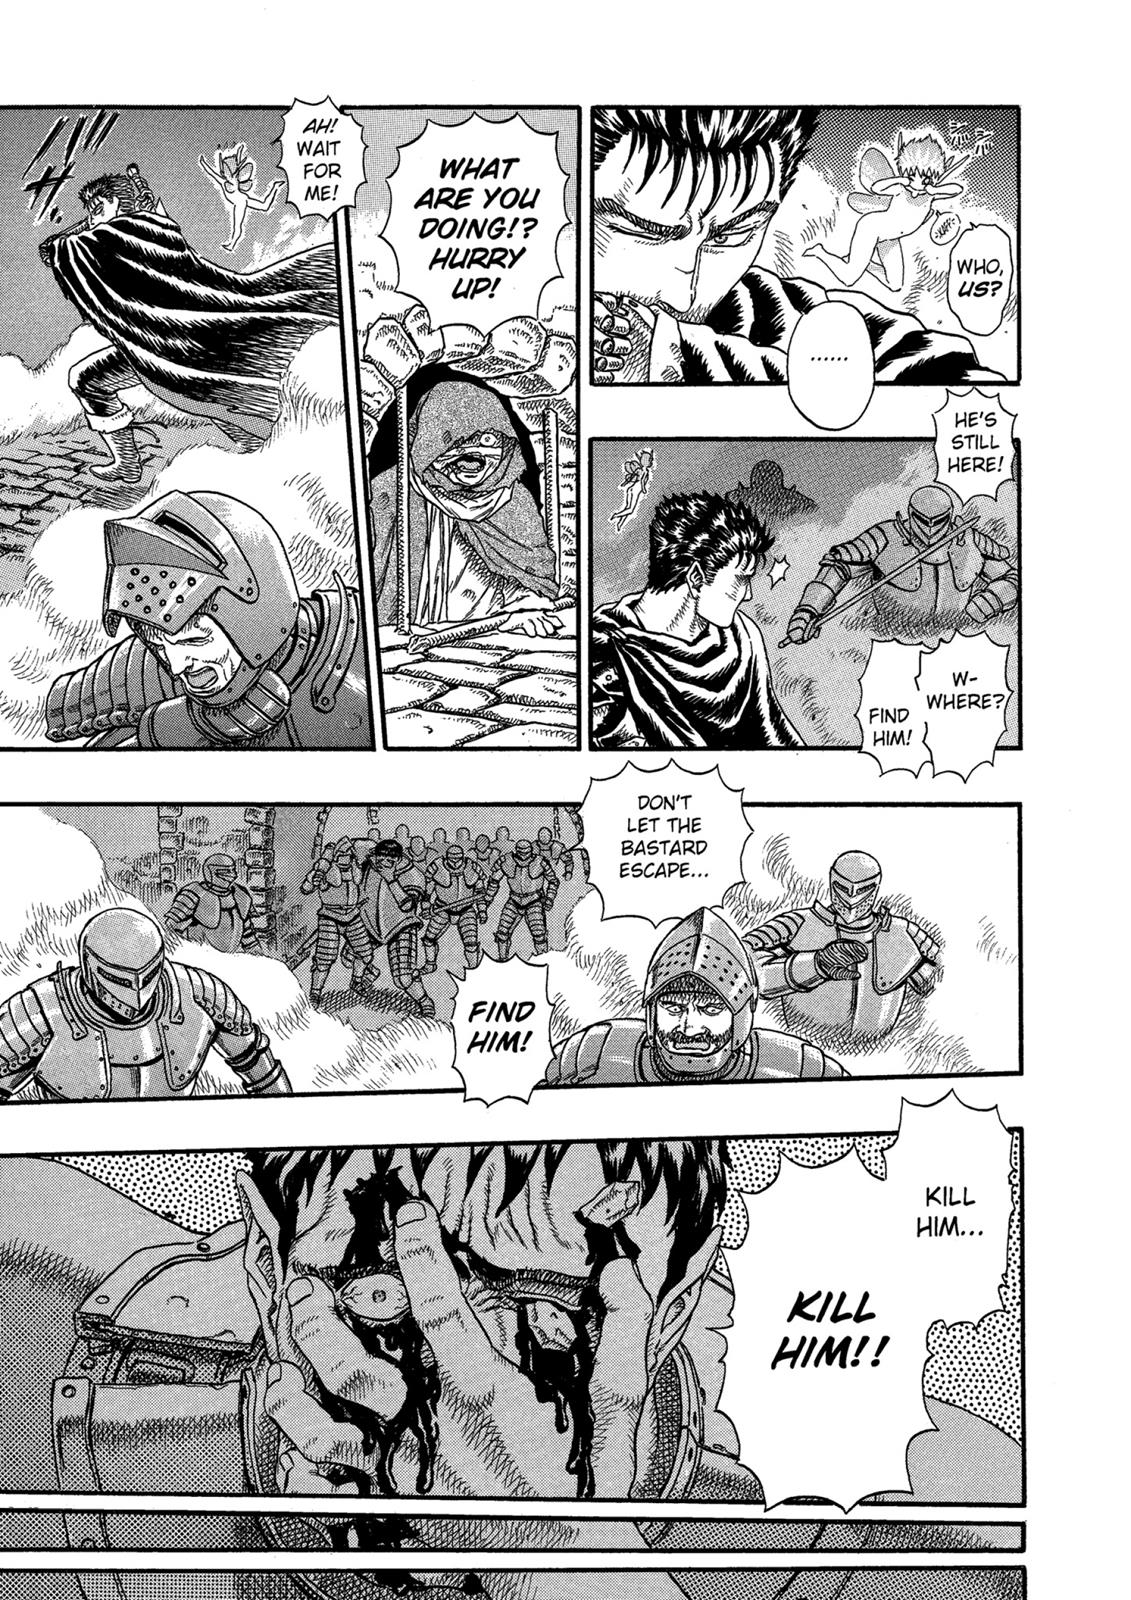 WHO,
US?
......
HE'S
STILL
HERE!
W-
WHERE?
FIND
HIM!
WHAT
ARE YOU
DOING!?
HURRY
UP!
AH!
WAIT
FOR
ME!
DON'T
LET THE
BASTARD
ESCAPE...
FIND
HIM!
KILL
HIM...
KILL
HIM!!